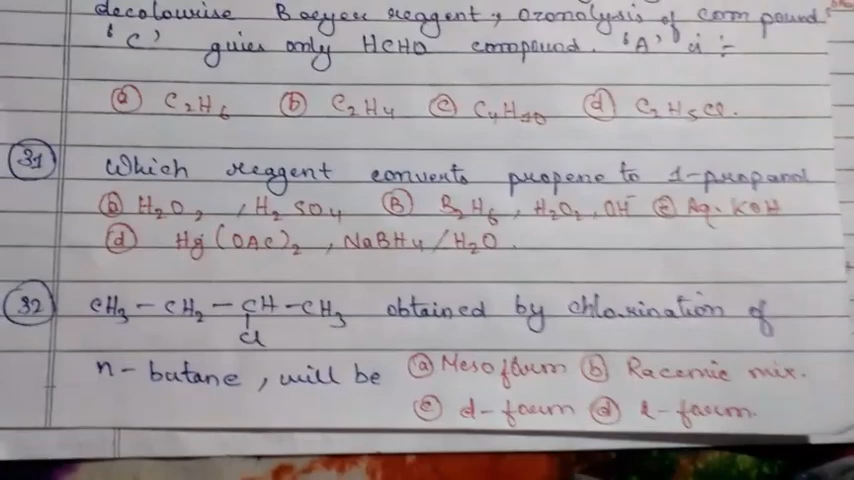 decolourise Baeyer reagent, ozonolysis of compound
'C' gives only HCHO compound. 'A' is :-
(a) C2H6 (b) C2H4 (c) C4H10 (d) C2H5Cl.
(31) Which reagent converts propene to 1-propanol
(a) H2O, /H2SO4 (B) B2H6, H2O2, OH- (c) Aq. KOH
(d) Hg(OAc)2, NaBH4/H2O.
(32) CH3 - CH2 - CH - CH3 obtained by chlorination of
Cl
n-butane, will be (a) Mesoform (b) Racemic mix.
(c) d-form (d) l-form.